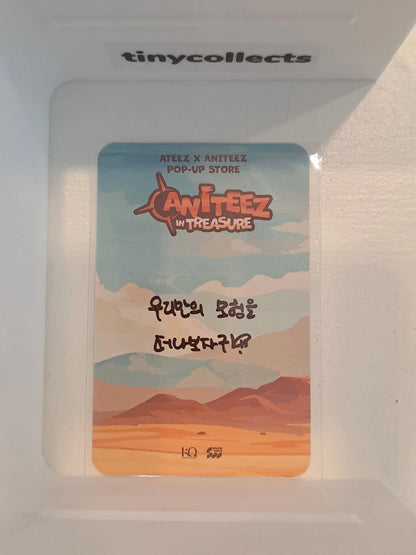 tinycollects
ATEEZ X ANITEEZ
POP-UP STORE
ANITEEZ
IN TREASURE
우리만의 모험을
떠나보자구!